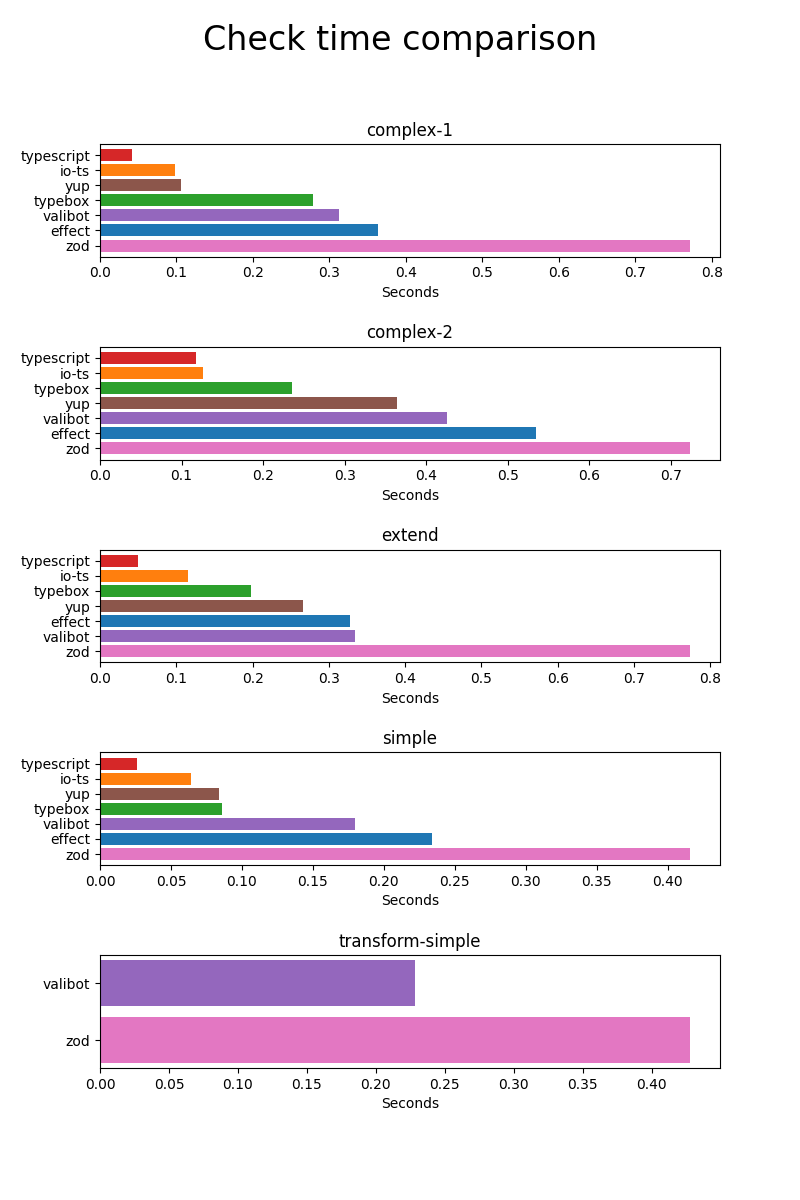 Check time comparison
complex-1
typescript
io-ts
yup
typebox
valibot
effect
zod
0.0 0.1 0.2 0.3 0.4 0.5 0.6 0.7 0.8
Seconds
complex-2
typescript
io-ts
typebox
yup
valibot
effect
zod
0.0 0.1 0.2 0.3 0.4 0.5 0.6 0.7
Seconds
extend
typescript
io-ts
typebox
yup
effect
valibot
zod
0.0 0.1 0.2 0.3 0.4 0.5 0.6 0.7 0.8
Seconds
simple
typescript
io-ts
yup
typebox
valibot
effect
zod
0.00 0.05 0.10 0.15 0.20 0.25 0.30 0.35 0.40
Seconds
transform-simple
valibot
zod
0.00 0.05 0.10 0.15 0.20 0.25 0.30 0.35 0.40
Seconds